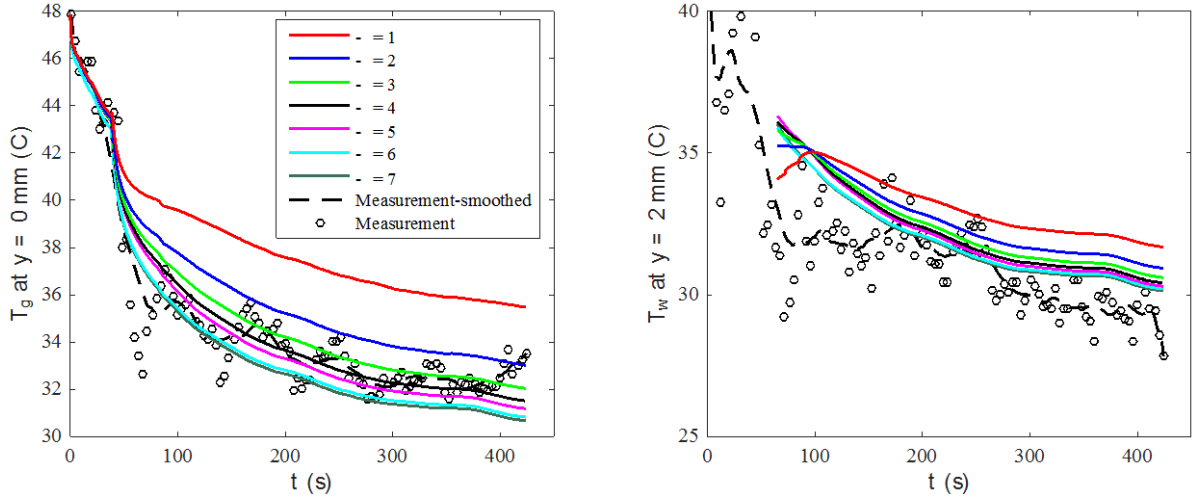 48
46
44
42
40
38
36
34
32
30
T_g at y = 0 mm (C)
0
100
200
300
400
t (s)
- = 1
- = 2
- = 3
- = 4
- = 5
- = 6
- = 7
Measurement-smoothed
Measurement
40
35
30
25
T_w at y = 2 mm (C)
0
100
200
300
400
t (s)